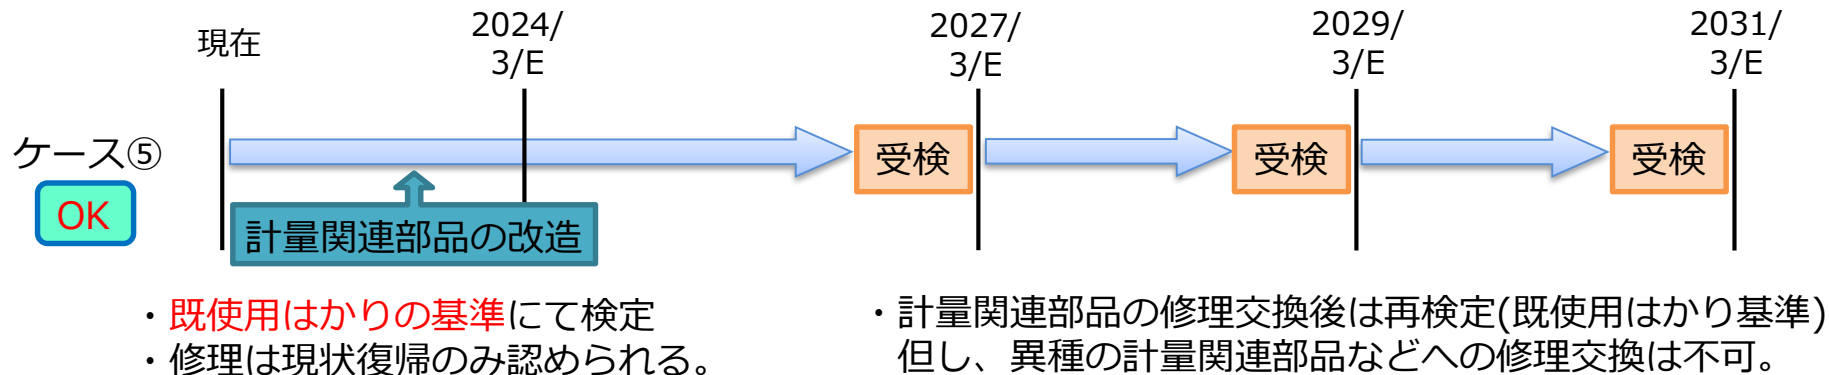 現在
2024/
3/E
2027/
3/E
2029/
3/E
2031/
3/E
ケース⑤
OK
受検
受検
受検
計量関連部品の改造
・既使用はかりの基準にて検定
・修理は現状復帰のみ認められる。
・計量関連部品の修理交換後は再検定(既使用はかり基準)
但し、異種の計量関連部品などへの修理交換は不可。